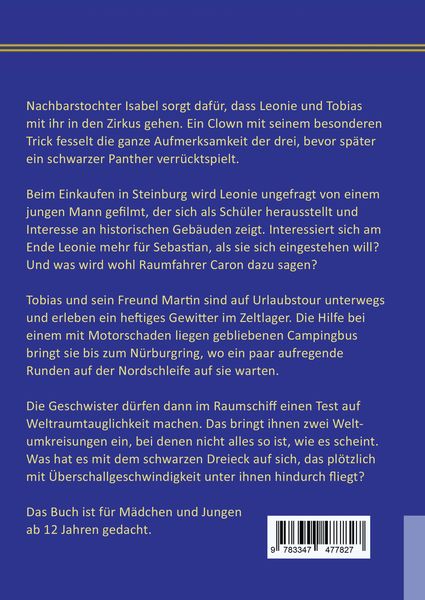 Nachbarstochter Isabel sorgt dafür, dass Leonie und Tobias
mit ihr in den Zirkus gehen. Ein Clown mit seinem besonderen
Trick fesselt die ganze Aufmerksamkeit der drei, bevor später
ein schwarzer Panther verrücktspielt.
Beim Einkaufen in Steinburg wird Leonie ungefragt von einem
jungen Mann gefilmt, der sich als Schüler herausstellt und
Interesse an historischen Gebäuden zeigt. Interessiert sich am
Ende Leonie mehr für Sebastian, als sie sich eingestehen will?
Und was wird wohl Raumfahrer Caron dazu sagen?
Tobias und sein Freund Martin sind auf Urlaubstour unterwegs
und erleben ein heftiges Gewitter im Zeltlager. Die Hilfe bei
einem mit Motorschaden liegen gebliebenen Campingbus
bringt sie bis zum Nürburgring, wo ein paar aufregende
Runden auf der Nordschleife auf sie warten.
Die Geschwister dürfen dann im Raumschiff einen Test auf
Weltraumtauglichkeit machen. Das bringt ihnen zwei Welt-
umkreisungen ein, bei denen nicht alles so ist, wie es scheint.
Was hat es mit dem schwarzen Dreieck auf sich, das plötzlich
mit Überschallgeschwindigkeit unter ihnen hindurch fliegt?
Das Buch ist für Mädchen und Jungen
ab 12 Jahren gedacht.
9 783347 477827